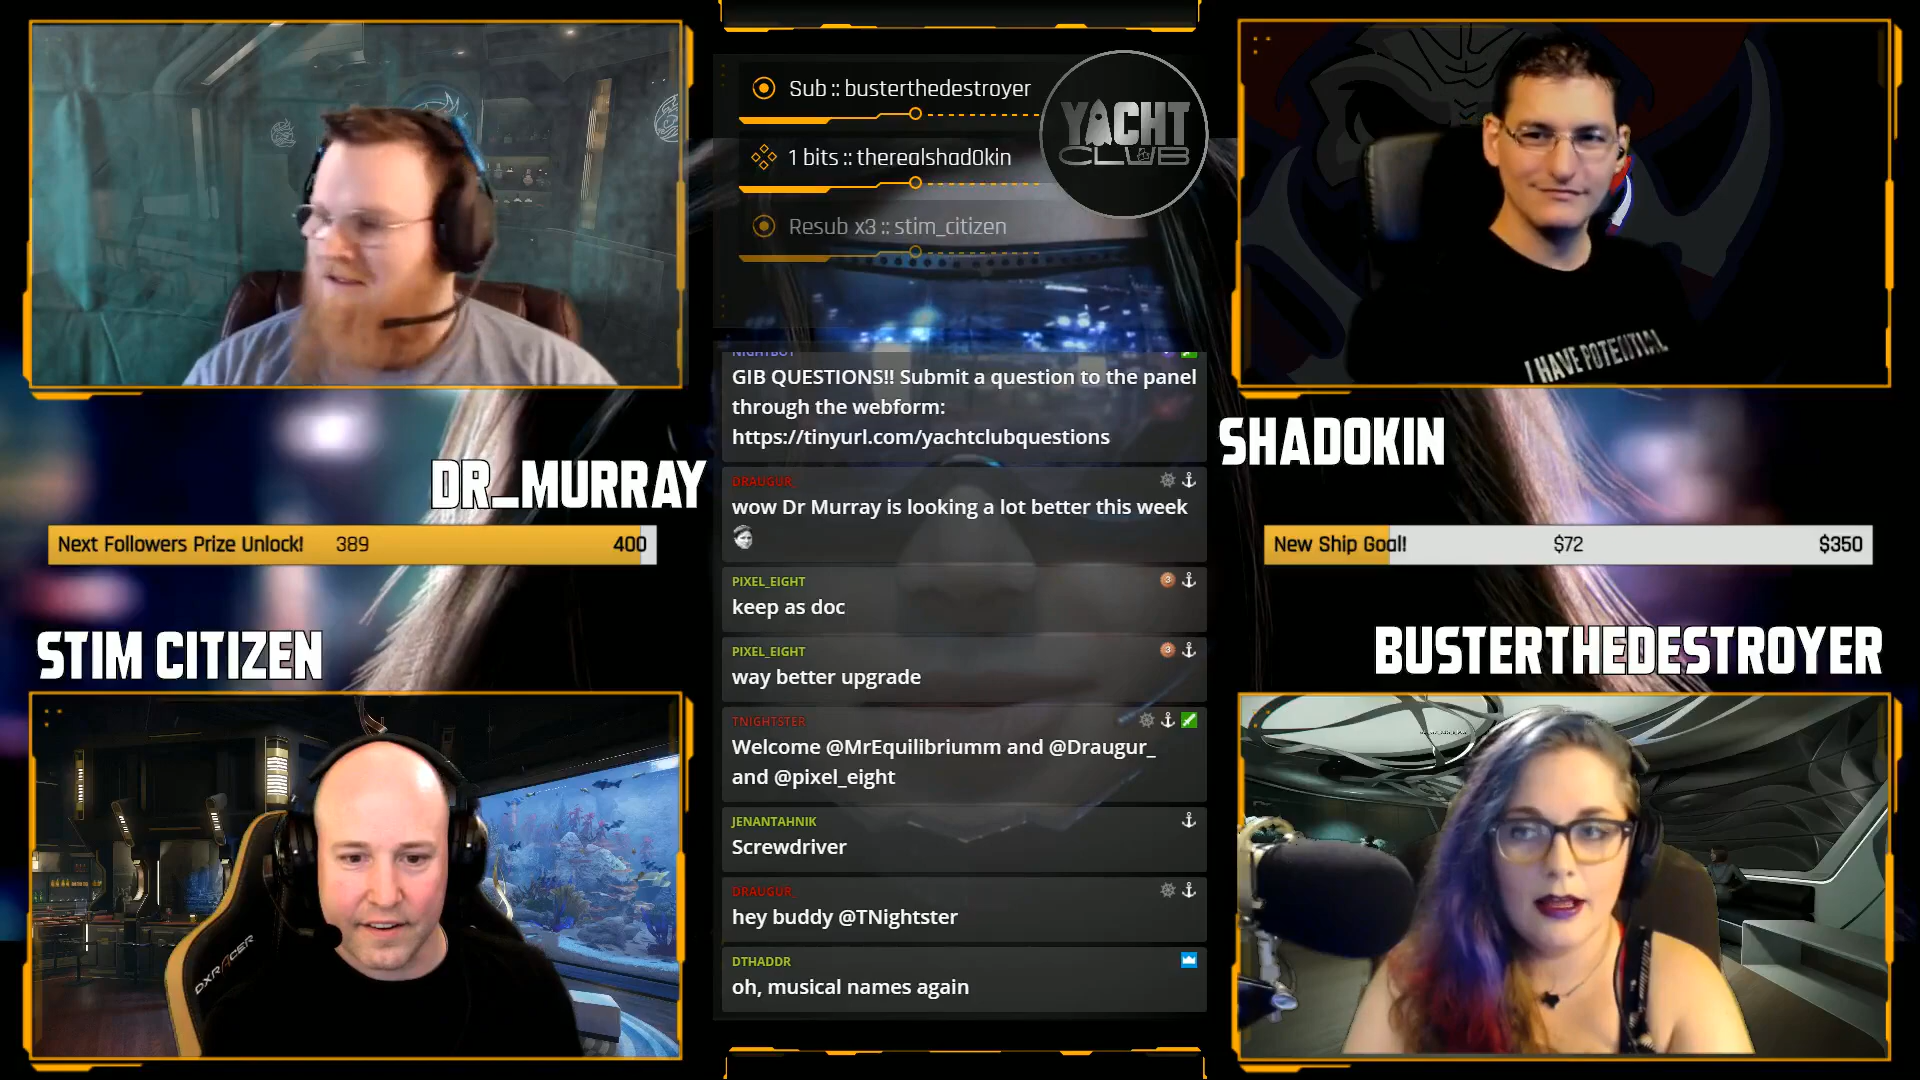 Sub :: busterthedestroyer
1 bits :: therealshad0kin
Resub x3 :: stim_citizen
YACHT
CLUB
I HAVE POTENTIAL
NIGHTBOT
GIB QUESTIONS!! Submit a question to the panel
through the webform:
https://tinyurl.com/yachtclubquestions
DRAUGUR_
wow Dr Murray is looking a lot better this week
PIXEL_EIGHT
3
keep as doc
PIXEL_EIGHT
3
way better upgrade
TNIGHTSTER
Welcome @MrEquilibriumm and @Draugur_
and @pixel_eight
JENANTAHNIK
Screwdriver
DRAUGUR_
hey buddy @TNightster
DTHADDR
oh, musical names again
DR_MURRAY
Next Followers Prize Unlock! 389 400
STIM CITIZEN
DXRACER
SHADOKIN
New Ship Goal! $72 $350
BUSTERTHEDESTROYER